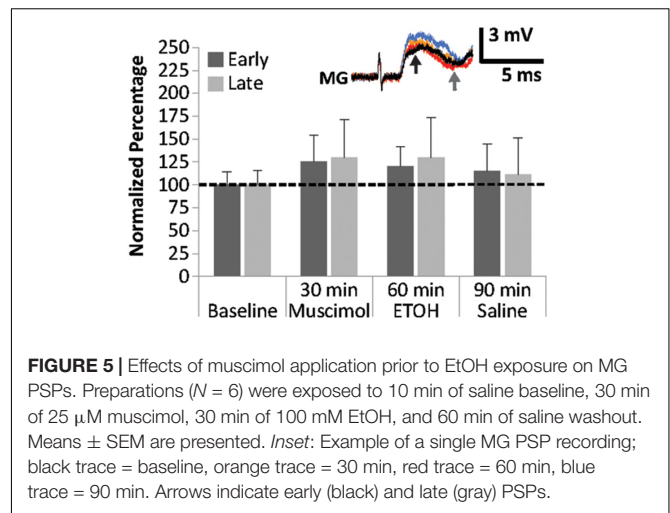 3 mV
5 ms
MG
Early
Late
Normalized Percentage
250
225
200
175
150
125
100
75
50
25
0
Baseline
30 min
Muscimol
60 min
ETOH
90 min
Saline
FIGURE 5 | Effects of muscimol application prior to EtOH exposure on MG
PSPs. Preparations (N = 6) were exposed to 10 min of saline baseline, 30 min
of 25 μM muscimol, 30 min of 100 mM EtOH, and 60 min of saline washout.
Means ± SEM are presented. Inset: Example of a single MG PSP recording;
black trace = baseline, orange trace = 30 min, red trace = 60 min, blue
trace = 90 min. Arrows indicate early (black) and late (gray) PSPs.